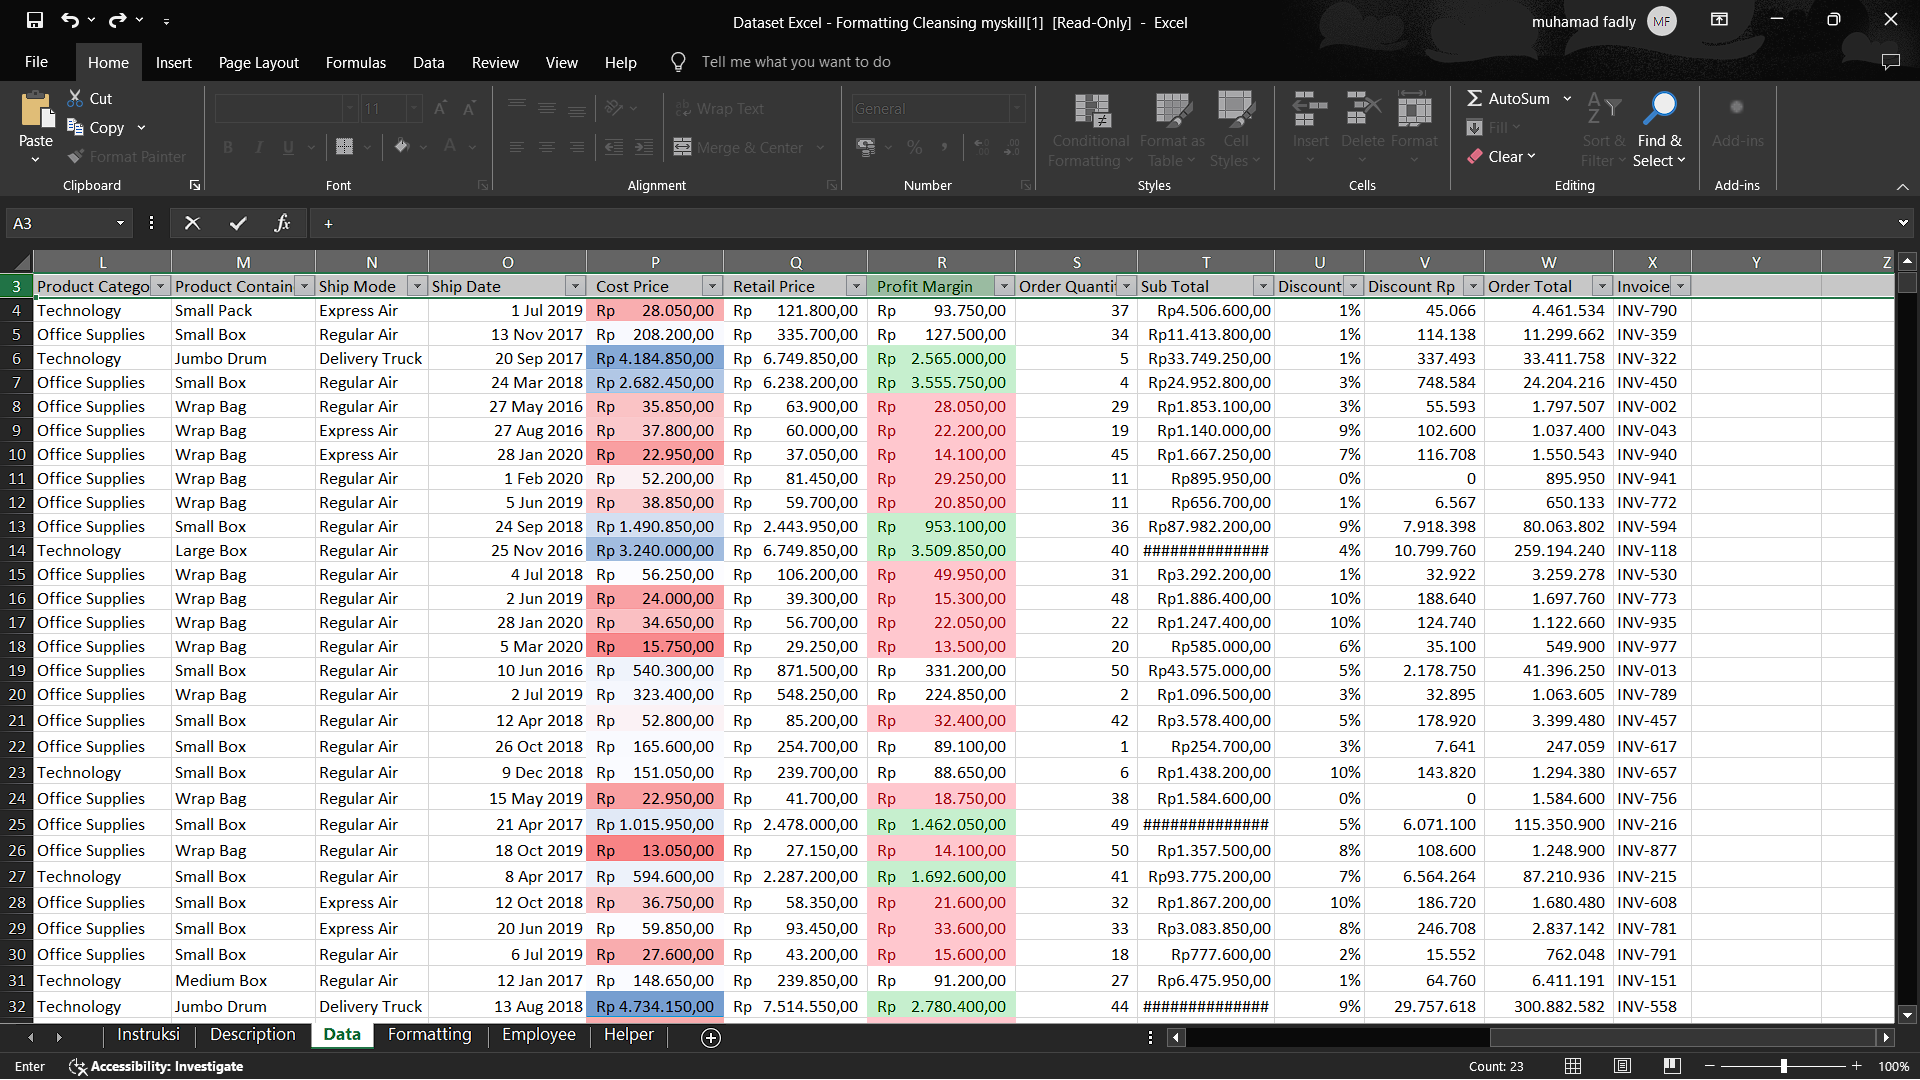 Dataset Excel - Formatting Cleansing myskill[1] [Read-Only] - Excel
muhamad fadly MF
File Home Insert Page Layout Formulas Data Review View Help Tell me what you want to do
Paste Cut Copy Format Painter Clipboard
11 B I U A Font
Wrap Text Merge & Center Alignment
General % Number
Conditional Formatting Format as Table Cell Styles Styles
Insert Delete Format Cells
AutoSum Fill Clear Sort & Filter Find & Select Editing
Add-ins Add-ins
A3 fx +
L M N O P Q R S T U V W X Y Z
3 Product Catego Product Contain Ship Mode Ship Date Cost Price Retail Price Profit Margin Order Quanti Sub Total Discount Discount Rp Order Total Invoice
4 Technology Small Pack Express Air 1 Jul 2019 Rp 28.050,00 Rp 121.800,00 Rp 93.750,00 37 Rp4.506.600,00 1% 45.066 4.461.534 INV-790
5 Office Supplies Small Box Regular Air 13 Nov 2017 Rp 208.200,00 Rp 335.700,00 Rp 127.500,00 34 Rp11.413.800,00 1% 114.138 11.299.662 INV-359
6 Technology Jumbo Drum Delivery Truck 20 Sep 2017 Rp 4.184.850,00 Rp 6.749.850,00 Rp 2.565.000,00 5 Rp33.749.250,00 1% 337.493 33.411.758 INV-322
7 Office Supplies Small Box Regular Air 24 Mar 2018 Rp 2.682.450,00 Rp 6.238.200,00 Rp 3.555.750,00 4 Rp24.952.800,00 3% 748.584 24.204.216 INV-450
8 Office Supplies Wrap Bag Regular Air 27 May 2016 Rp 35.850,00 Rp 63.900,00 Rp 28.050,00 29 Rp1.853.100,00 3% 55.593 1.797.507 INV-002
9 Office Supplies Wrap Bag Express Air 27 Aug 2016 Rp 37.800,00 Rp 60.000,00 Rp 22.200,00 19 Rp1.140.000,00 9% 102.600 1.037.400 INV-043
10 Office Supplies Wrap Bag Express Air 28 Jan 2020 Rp 22.950,00 Rp 37.050,00 Rp 14.100,00 45 Rp1.667.250,00 7% 116.708 1.550.543 INV-940
11 Office Supplies Wrap Bag Regular Air 1 Feb 2020 Rp 52.200,00 Rp 81.450,00 Rp 29.250,00 11 Rp895.950,00 0% 0 895.950 INV-941
12 Office Supplies Wrap Bag Regular Air 5 Jun 2019 Rp 38.850,00 Rp 59.700,00 Rp 20.850,00 11 Rp656.700,00 1% 6.567 650.133 INV-772
13 Office Supplies Small Box Regular Air 24 Sep 2018 Rp 1.490.850,00 Rp 2.443.950,00 Rp 953.100,00 36 Rp87.982.200,00 9% 7.918.398 80.063.802 INV-594
14 Technology Large Box Regular Air 25 Nov 2016 Rp 3.240.000,00 Rp 6.749.850,00 Rp 3.509.850,00 40 ############## 4% 10.799.760 259.194.240 INV-118
15 Office Supplies Wrap Bag Regular Air 4 Jul 2018 Rp 56.250,00 Rp 106.200,00 Rp 49.950,00 31 Rp3.292.200,00 1% 32.922 3.259.278 INV-530
16 Office Supplies Wrap Bag Regular Air 2 Jun 2019 Rp 24.000,00 Rp 39.300,00 Rp 15.300,00 48 Rp1.886.400,00 10% 188.640 1.697.760 INV-773
17 Office Supplies Wrap Bag Regular Air 28 Jan 2020 Rp 34.650,00 Rp 56.700,00 Rp 22.050,00 22 Rp1.247.400,00 10% 124.740 1.122.660 INV-935
18 Office Supplies Wrap Bag Regular Air 5 Mar 2020 Rp 15.750,00 Rp 29.250,00 Rp 13.500,00 20 Rp585.000,00 6% 35.100 549.900 INV-977
19 Office Supplies Small Box Regular Air 10 Jun 2016 Rp 540.300,00 Rp 871.500,00 Rp 331.200,00 50 Rp43.575.000,00 5% 2.178.750 41.396.250 INV-013
20 Office Supplies Wrap Bag Regular Air 2 Jul 2019 Rp 323.400,00 Rp 548.250,00 Rp 224.850,00 2 Rp1.096.500,00 3% 32.895 1.063.605 INV-789
21 Office Supplies Small Box Regular Air 12 Apr 2018 Rp 52.800,00 Rp 85.200,00 Rp 32.400,00 42 Rp3.578.400,00 5% 178.920 3.399.480 INV-457
22 Office Supplies Small Box Regular Air 26 Oct 2018 Rp 165.600,00 Rp 254.700,00 Rp 89.100,00 1 Rp254.700,00 3% 7.641 247.059 INV-617
23 Technology Small Box Regular Air 9 Dec 2018 Rp 151.050,00 Rp 239.700,00 Rp 88.650,00 6 Rp1.438.200,00 10% 143.820 1.294.380 INV-657
24 Office Supplies Wrap Bag Regular Air 15 May 2019 Rp 22.950,00 Rp 41.700,00 Rp 18.750,00 38 Rp1.584.600,00 0% 0 1.584.600 INV-756
25 Office Supplies Small Box Regular Air 21 Apr 2017 Rp 1.015.950,00 Rp 2.478.000,00 Rp 1.462.050,00 49 ############## 5% 6.071.100 115.350.900 INV-216
26 Office Supplies Wrap Bag Regular Air 18 Oct 2019 Rp 13.050,00 Rp 27.150,00 Rp 14.100,00 50 Rp1.357.500,00 8% 108.600 1.248.900 INV-877
27 Technology Small Box Regular Air 8 Apr 2017 Rp 594.600,00 Rp 2.287.200,00 Rp 1.692.600,00 41 Rp93.775.200,00 7% 6.564.264 87.210.936 INV-215
28 Office Supplies Small Box Express Air 12 Oct 2018 Rp 36.750,00 Rp 58.350,00 Rp 21.600,00 32 Rp1.867.200,00 10% 186.720 1.680.480 INV-608
29 Office Supplies Small Box Express Air 20 Jun 2019 Rp 59.850,00 Rp 93.450,00 Rp 33.600,00 33 Rp3.083.850,00 8% 246.708 2.837.142 INV-781
30 Office Supplies Small Box Regular Air 6 Jul 2019 Rp 27.600,00 Rp 43.200,00 Rp 15.600,00 18 Rp777.600,00 2% 15.552 762.048 INV-791
31 Technology Medium Box Regular Air 12 Jan 2017 Rp 148.650,00 Rp 239.850,00 Rp 91.200,00 27 Rp6.475.950,00 1% 64.760 6.411.191 INV-151
32 Technology Jumbo Drum Delivery Truck 13 Aug 2018 Rp 4.734.150,00 Rp 7.514.550,00 Rp 2.780.400,00 44 ############## 9% 29.757.618 300.882.582 INV-558
Instruksi Description Data Formatting Employee Helper
Enter Accessibility: Investigate Count: 23 100%